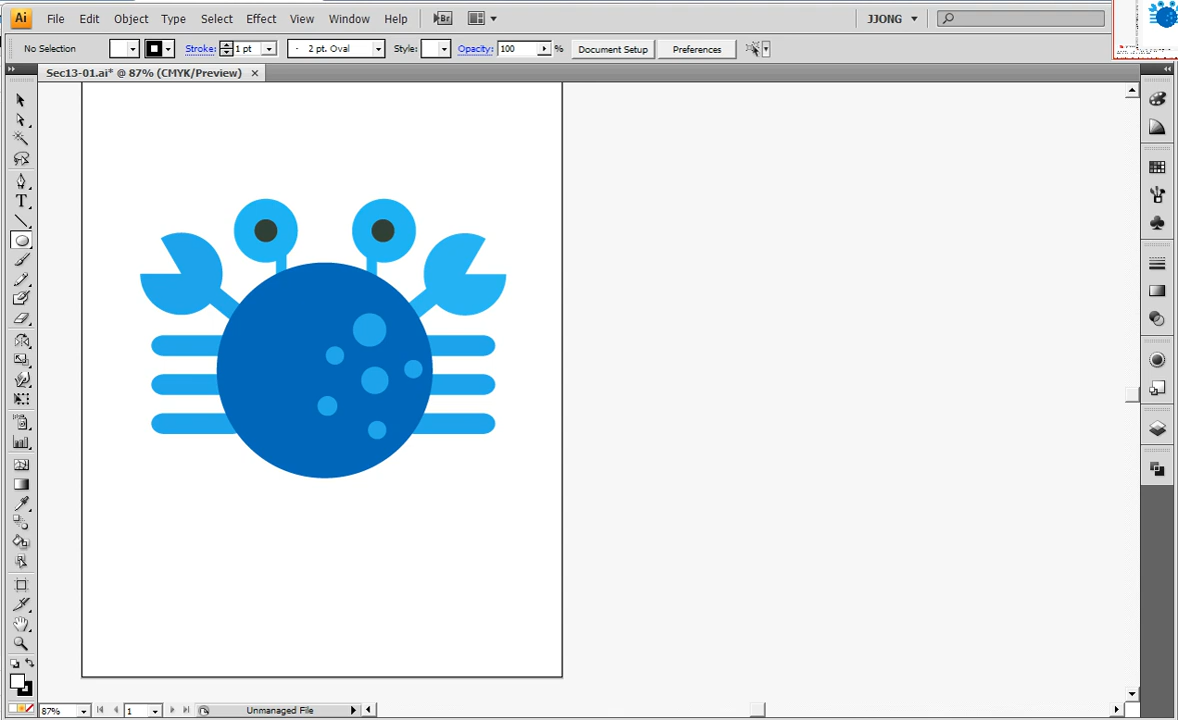 Ai File Edit Object Type Select Effect View Window Help Br JJONG
No Selection Stroke: 1 pt 2 pt. Oval Style: Opacity: 100 % Document Setup Preferences
Sec13-01.ai* @ 87% (CMYK/Preview)
T
87% 1 Unmanaged File